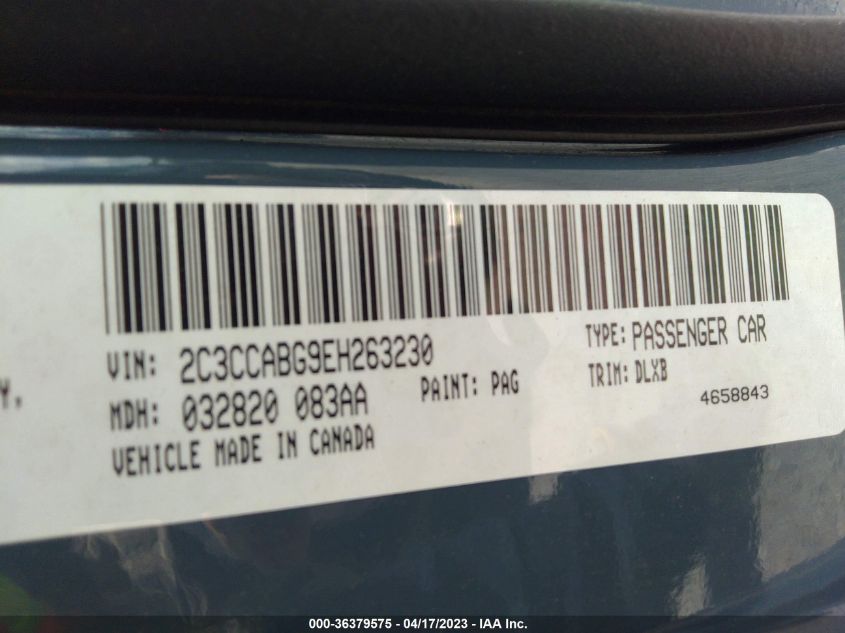 VIN: 2C3CCABG9EH263230 TYPE: PASSENGER CAR
Y, MDH: 032820 083AA PAINT: PAG TRIM: DLXB
VEHICLE MADE IN CANADA 4658843
000-36379575 - 04/17/2023 - IAA Inc.